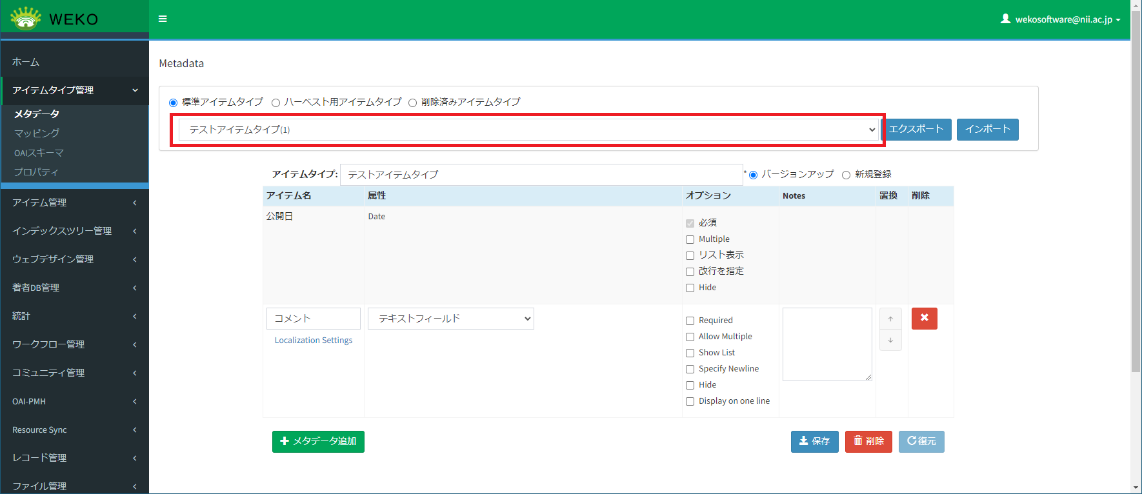 WEKO
wekosoftware@nii.ac.jp
ホーム
アイテムタイプ管理
メタデータ
マッピング
OAIスキーマ
プロパティ
アイテム管理
インデックスツリー管理
ウェブデザイン管理
著者DB管理
統計
ワークフロー管理
コミュニティ管理
OAI-PMH
Resource Sync
レコード管理
ファイル管理
Metadata
標準アイテムタイプ ハーベスト用アイテムタイプ 削除済みアイテムタイプ
テストアイテムタイプ(1) エクスポート インポート
アイテムタイプ: テストアイテムタイプ * バージョンアップ 新規登録
アイテム名 属性 オプション Notes 置換 削除
公開日 Date
必須
Multiple
リスト表示
改行を指定
Hide
コメント テキストフィールド
Localization Settings
Required
Allow Multiple
Show List
Specify Newline
Hide
Display on one line
メタデータ追加 保存 削除 復元